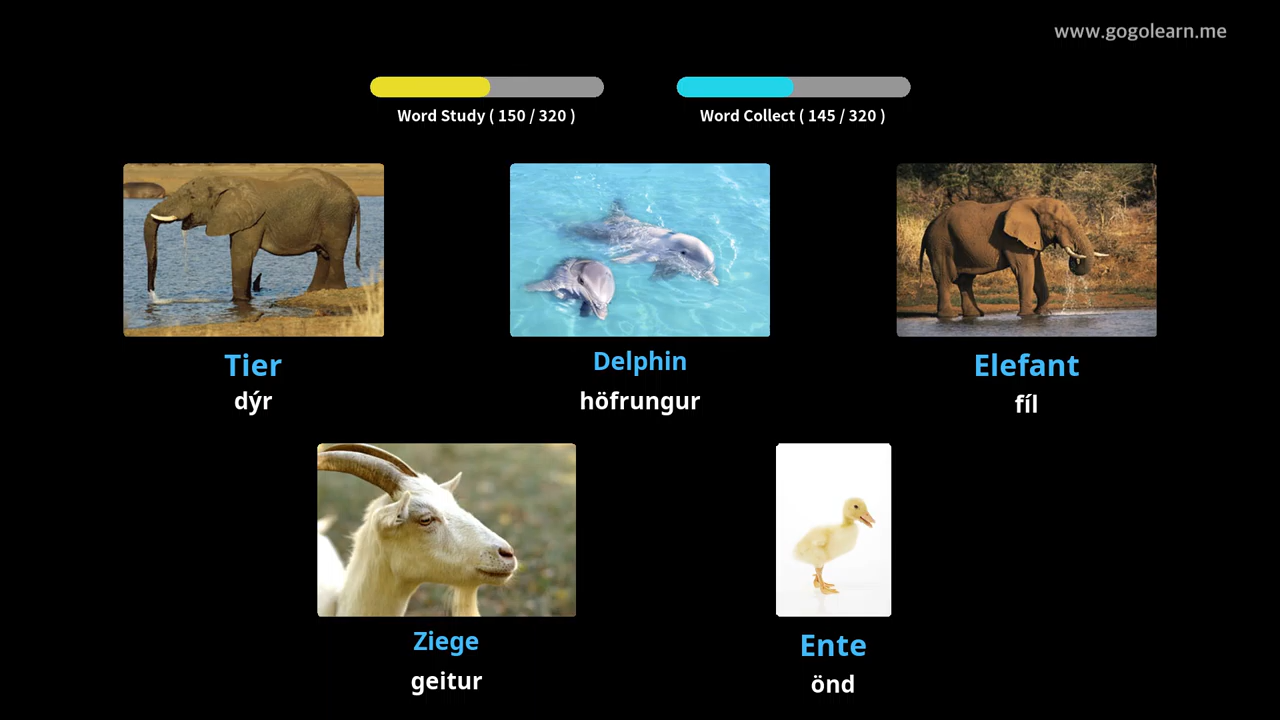 www.gogolearn.me
Word Study ( 150 / 320 )
Word Collect ( 145 / 320 )
Tier
dýr
Delphin
höfrungur
Elefant
fíl
Ziege
geitur
Ente
önd